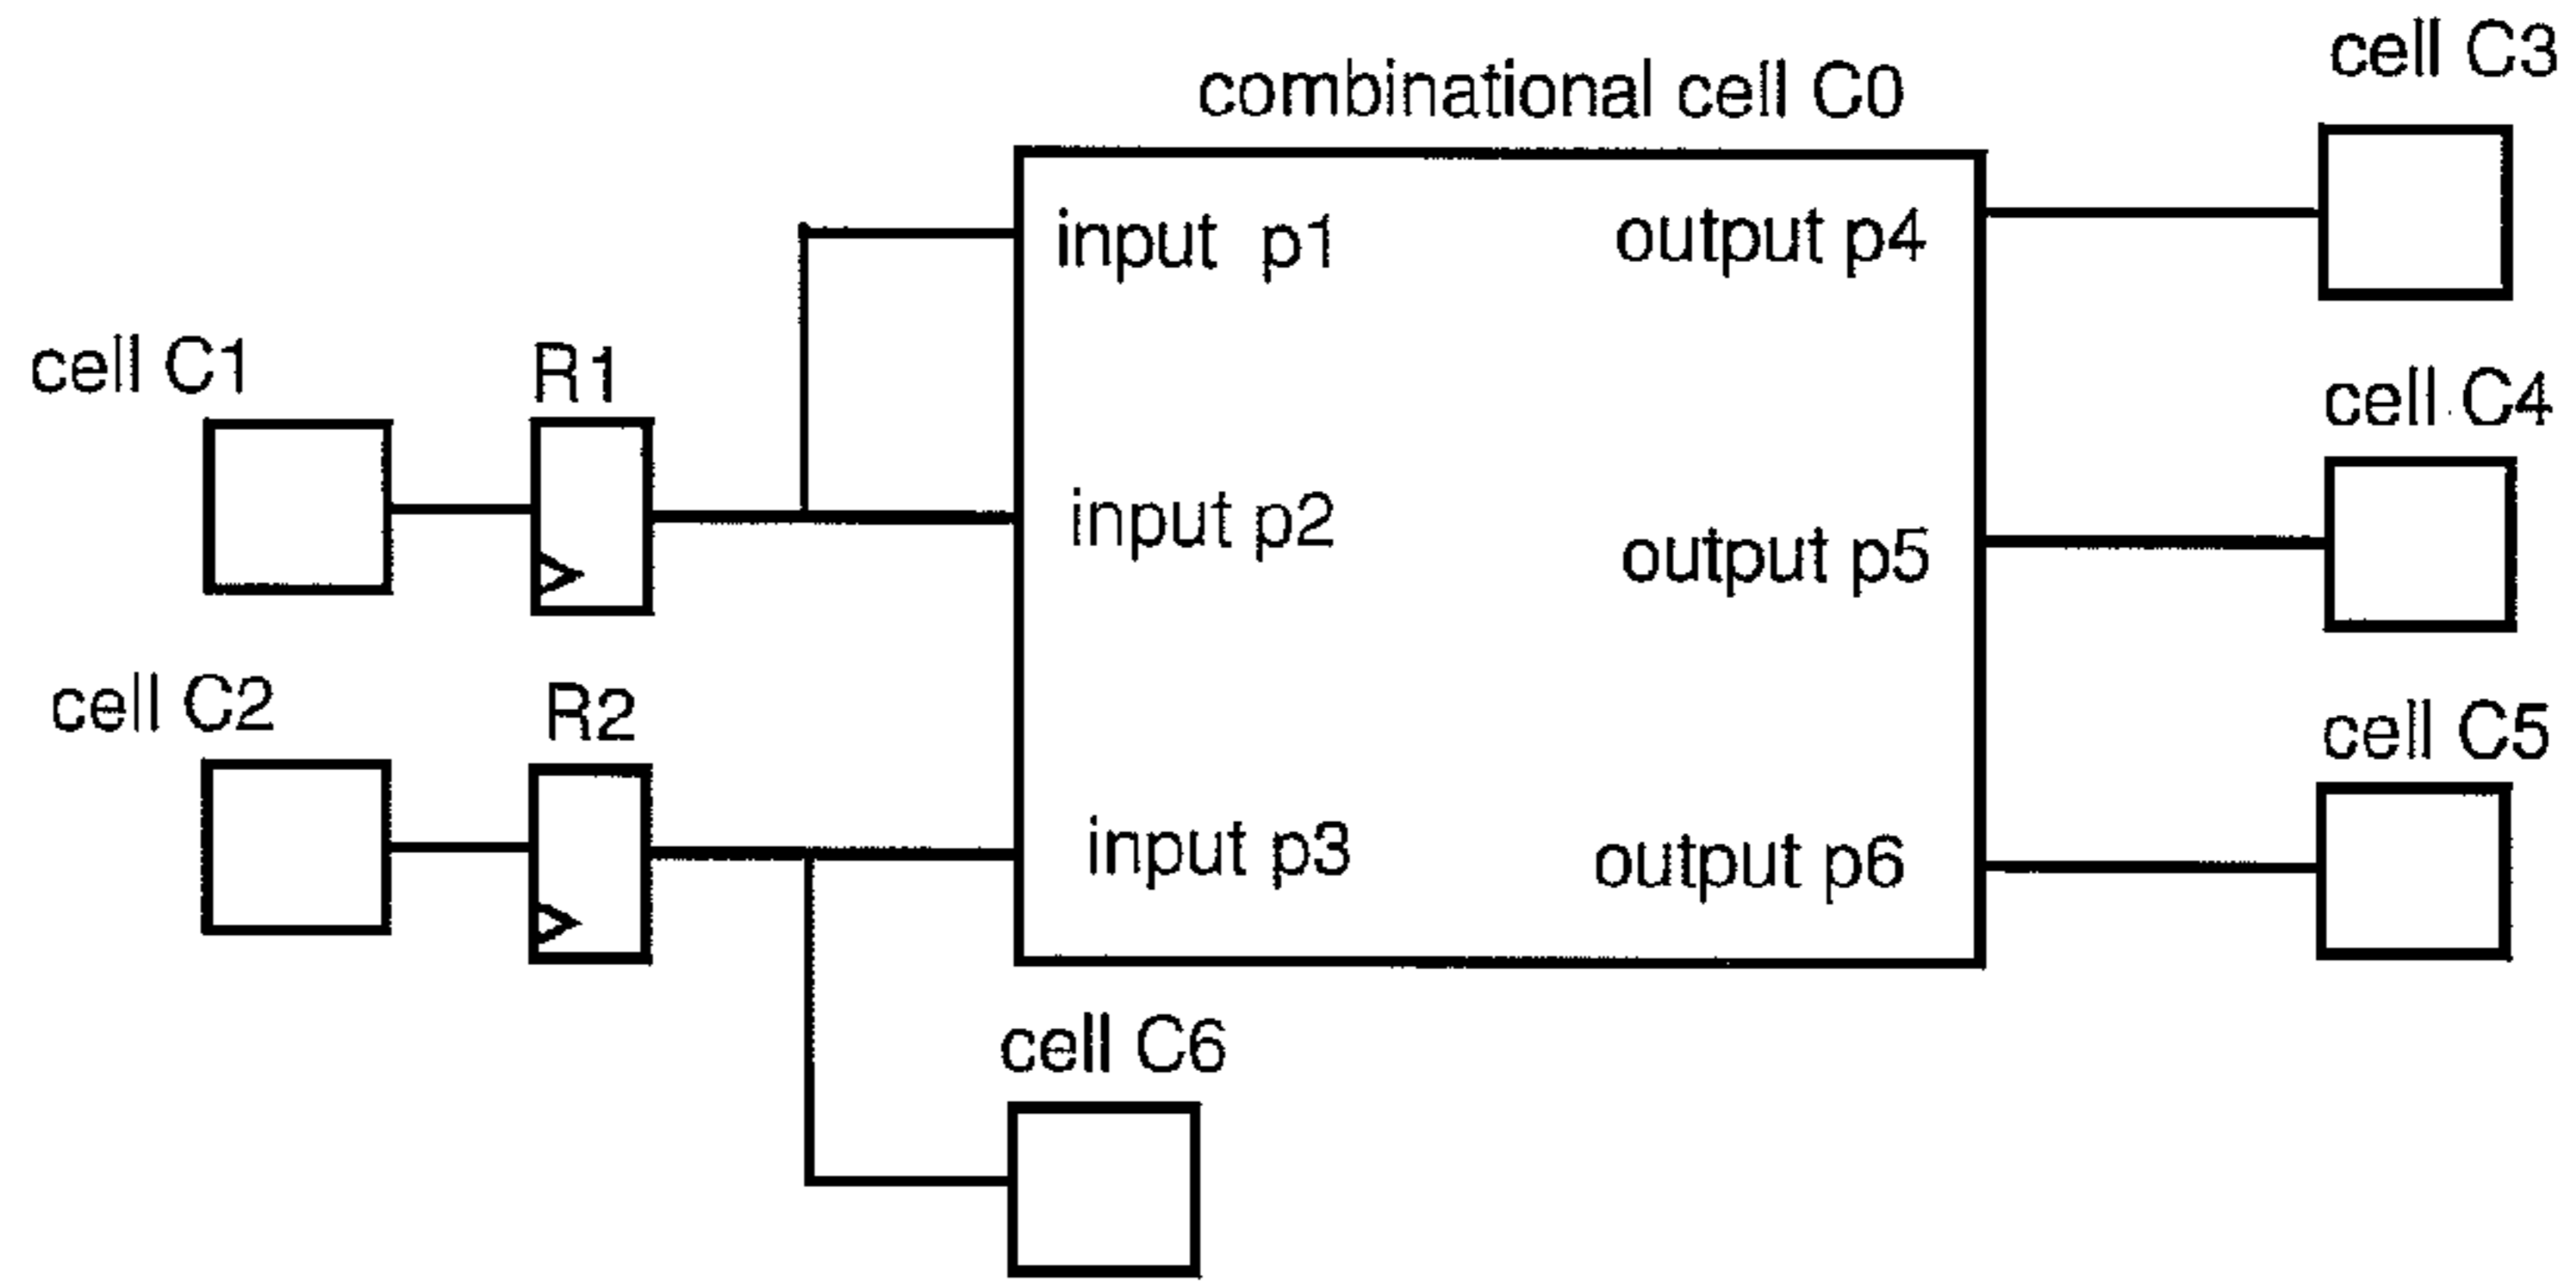 cell C3
combinational cell C0
input p1
output p4
cell C1
R1
cell C4
input p2
output p5
cell C2
R2
cell C5
input p3
output p6
cell C6